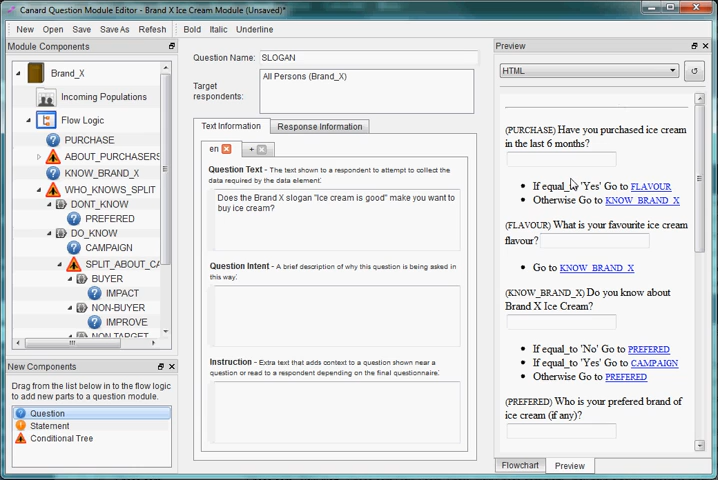 Canard Question Module Editor - Brand X Ice Cream Module (Unsaved)*
New Open Save Save As Refresh Bold Italic Underline
Module Components
Brand_X
Incoming Populations
Flow Logic
PURCHASE
ABOUT_PURCHASERS
KNOW_BRAND_X
WHO_KNOWS_SPLIT
DONT_KNOW
PREFERED
DO_KNOW
CAMPAIGN
SPLIT_ABOUT_CA
BUYER
IMPACT
NON-BUYER
IMPROVE
NON-TARGET
New Components
Drag from the list below in to the flow logic
to add new parts to a question module.
Question
Statement
Conditional Tree
Question Name: SLOGAN
Target
respondents:
All Persons (Brand_X)
Text Information Response Information
en +
Question Text - The text shown to a respondent to attempt to collect the
data required by the data element:
Does the Brand X slogan "Ice cream is good" make you want to
buy ice cream?
Question Intent - A brief description of why this question is being asked in
this way:
Instruction - Extra text that adds context to a question shown near a
question or read to a respondent depending on the final questionnaire:
Preview
HTML
(PURCHASE) Have you purchased ice cream
in the last 6 months?
If equal_to 'Yes' Go to FLAVOUR
Otherwise Go to KNOW_BRAND_X
(FLAVOUR) What is your favourite ice cream
flavour?
Go to KNOW_BRAND_X
(KNOW_BRAND_X) Do you know about
Brand X Ice Cream?
If equal_to 'No' Go to PREFERED
If equal_to 'Yes' Go to CAMPAIGN
Otherwise Go to PREFERED
(PREFERED) Who is your prefered brand of
ice cream (if any)?
Flowchart Preview